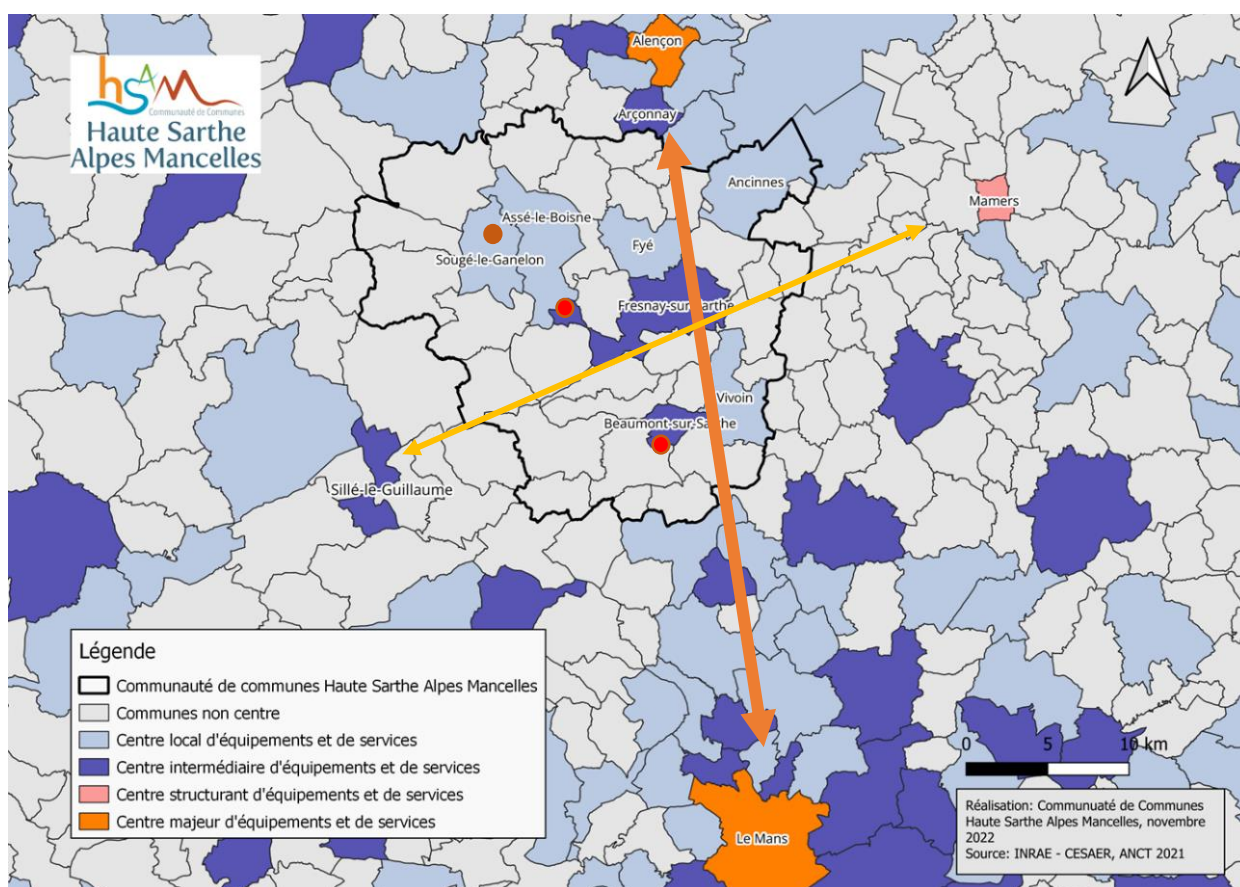 Alençon
hsam
Communauté de Communes
Haute Sarthe
Alpes Mancelles
Arçonnay
Ancinnes
Mamers
Assé-le-Boisne
Fyé
Sougé-le-Ganelon
Fresnay-sur-Sarthe
Vivoin
Beaumont-sur-Sarthe
Sillé-le-Guillaume
Légende
Communauté de communes Haute Sarthe Alpes Mancelles
Communes non centre
Centre local d'équipements et de services
Centre intermédiaire d'équipements et de services
Centre structurant d'équipements et de services
Centre majeur d'équipements et de services
0 5 10 km
Le Mans
Réalisation: Communuaté de Communes
Haute Sarthe Alpes Mancelles, novembre
2022
Source: INRAE - CESAER, ANCT 2021